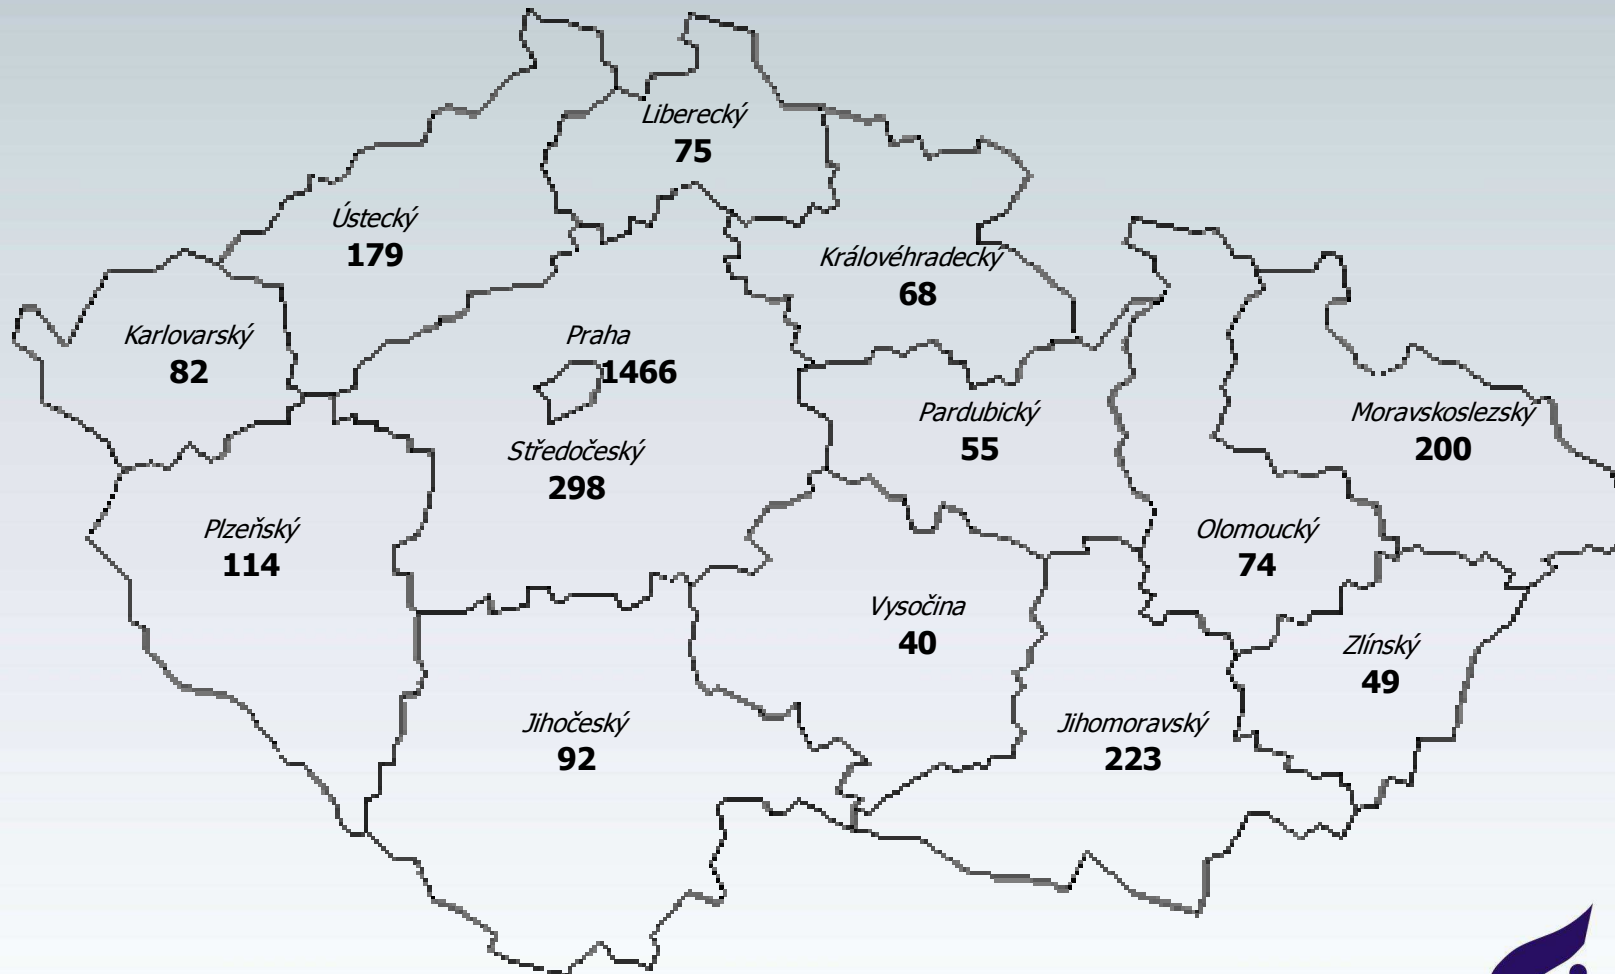 Liberecký
75
Ústecký
179
Královéhradecký
68
Karlovarský
82
Praha
1466
Pardubický
55
Moravskoslezský
200
Středočeský
298
Plzeňský
114
Olomoucký
74
Vysočina
40
Zlínský
49
Jihočeský
92
Jihomoravský
223